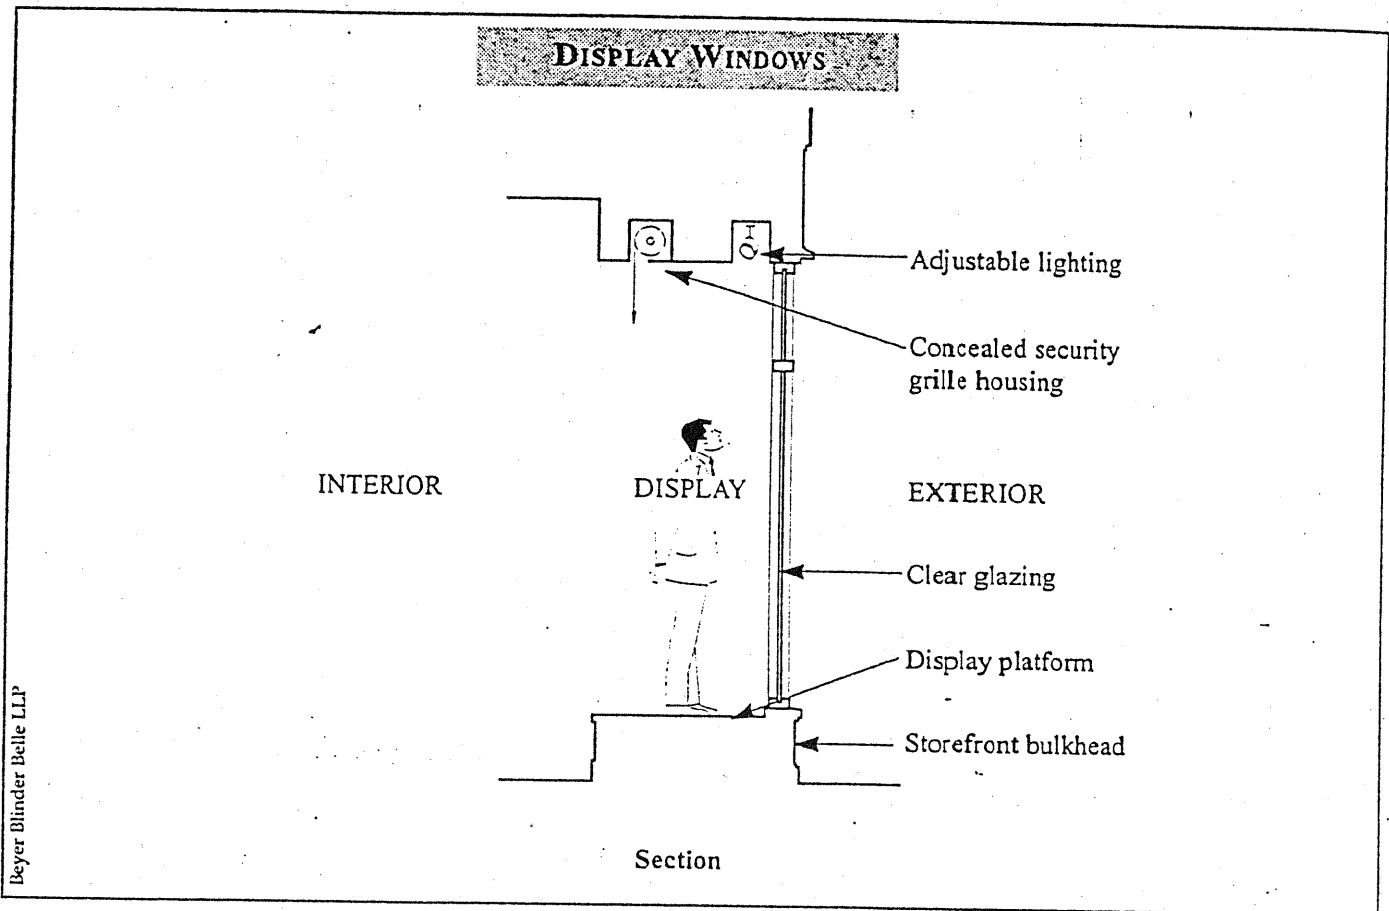 DISPLAY WINDOWS
Adjustable lighting
Concealed security
grille housing
INTERIOR
DISPLAY
EXTERIOR
Clear glazing
Display platform
Storefront bulkhead
Section
Beyer Blinder Belle LLP